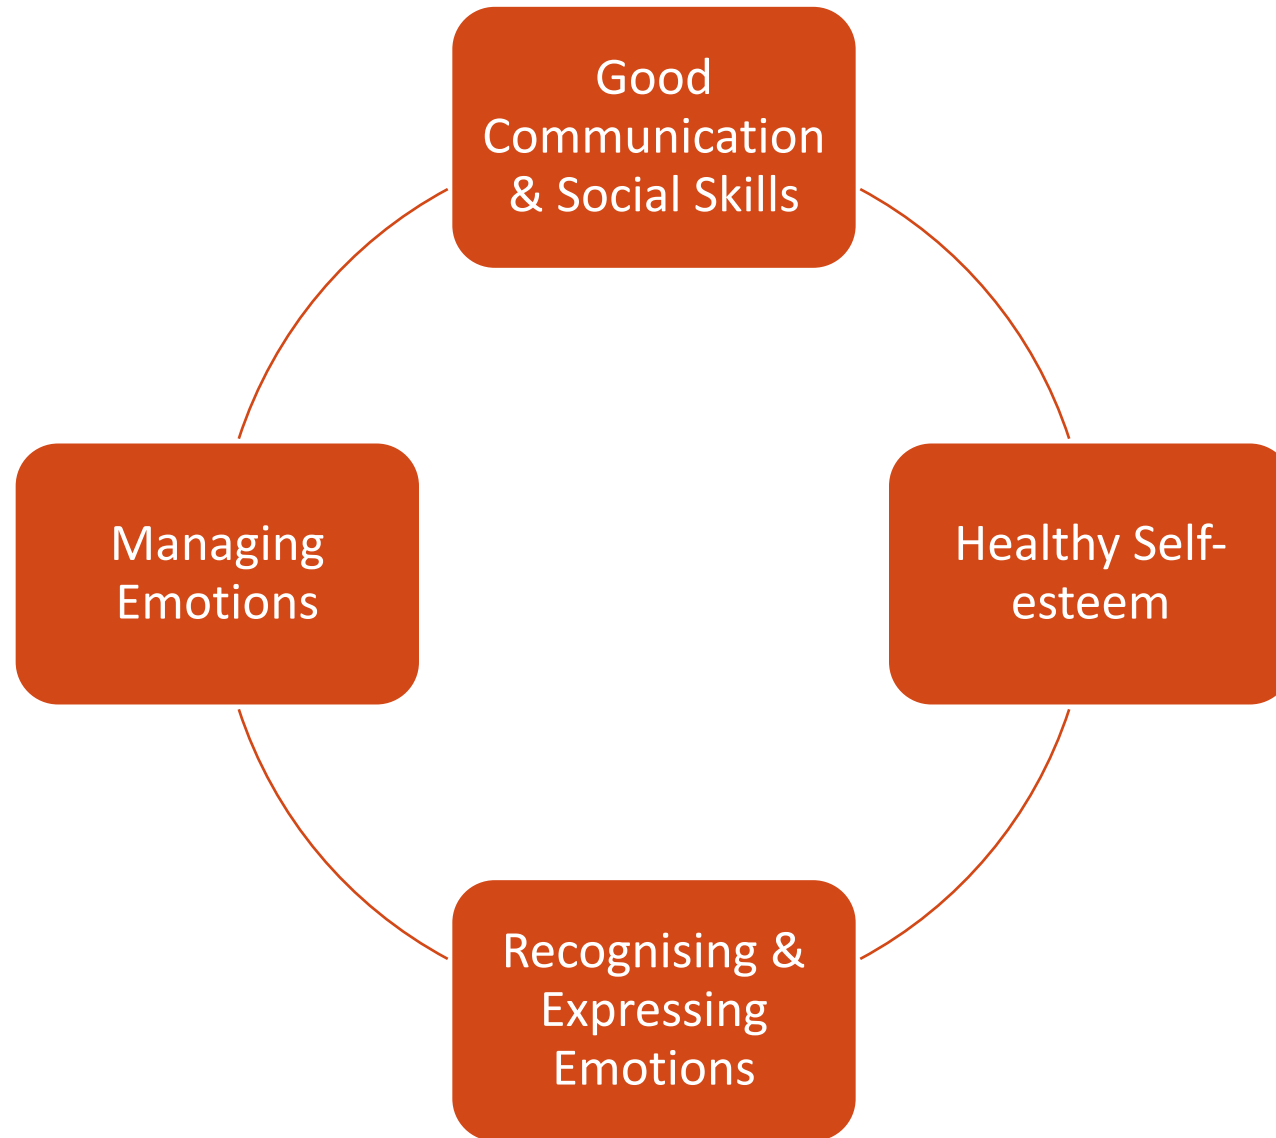 Good
Communication
& Social Skills
Managing
Emotions
Healthy Self-
esteem
Recognising &
Expressing
Emotions